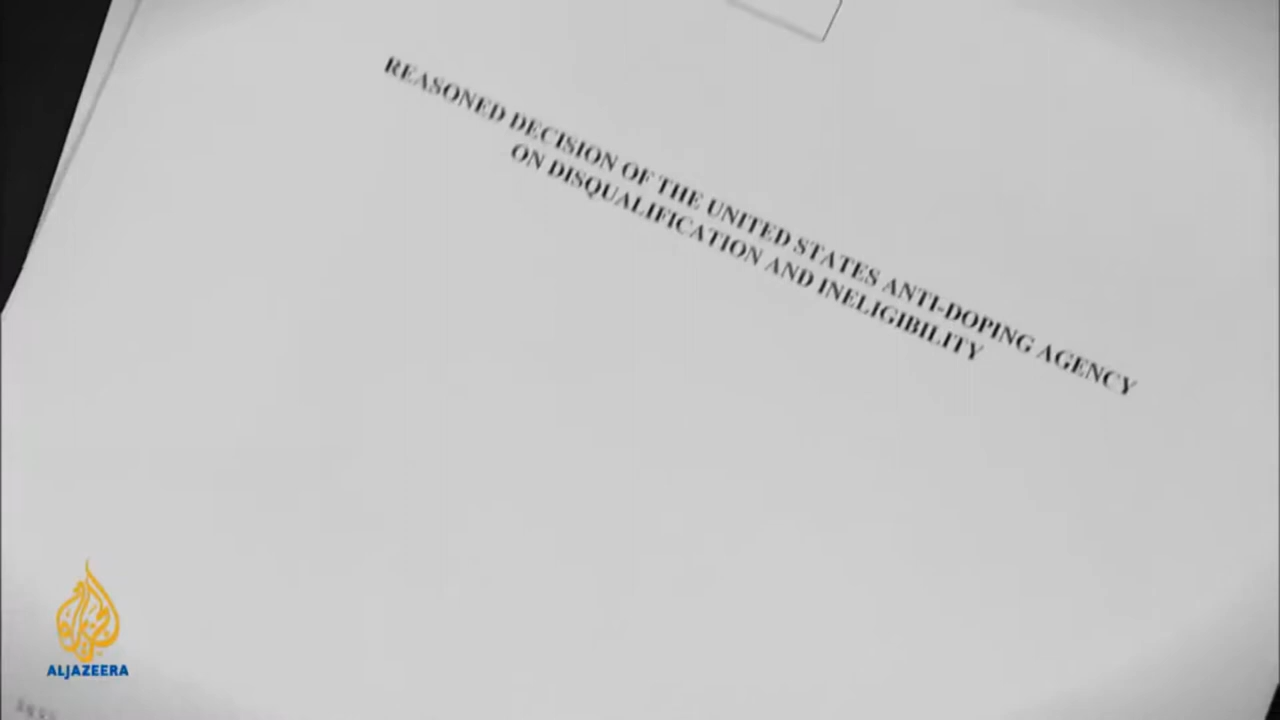 REASONED DECISION OF THE UNITED STATES ANTI-DOPING AGENCY
ON DISQUALIFICATION AND INELIGIBILITY
ALJAZEERA